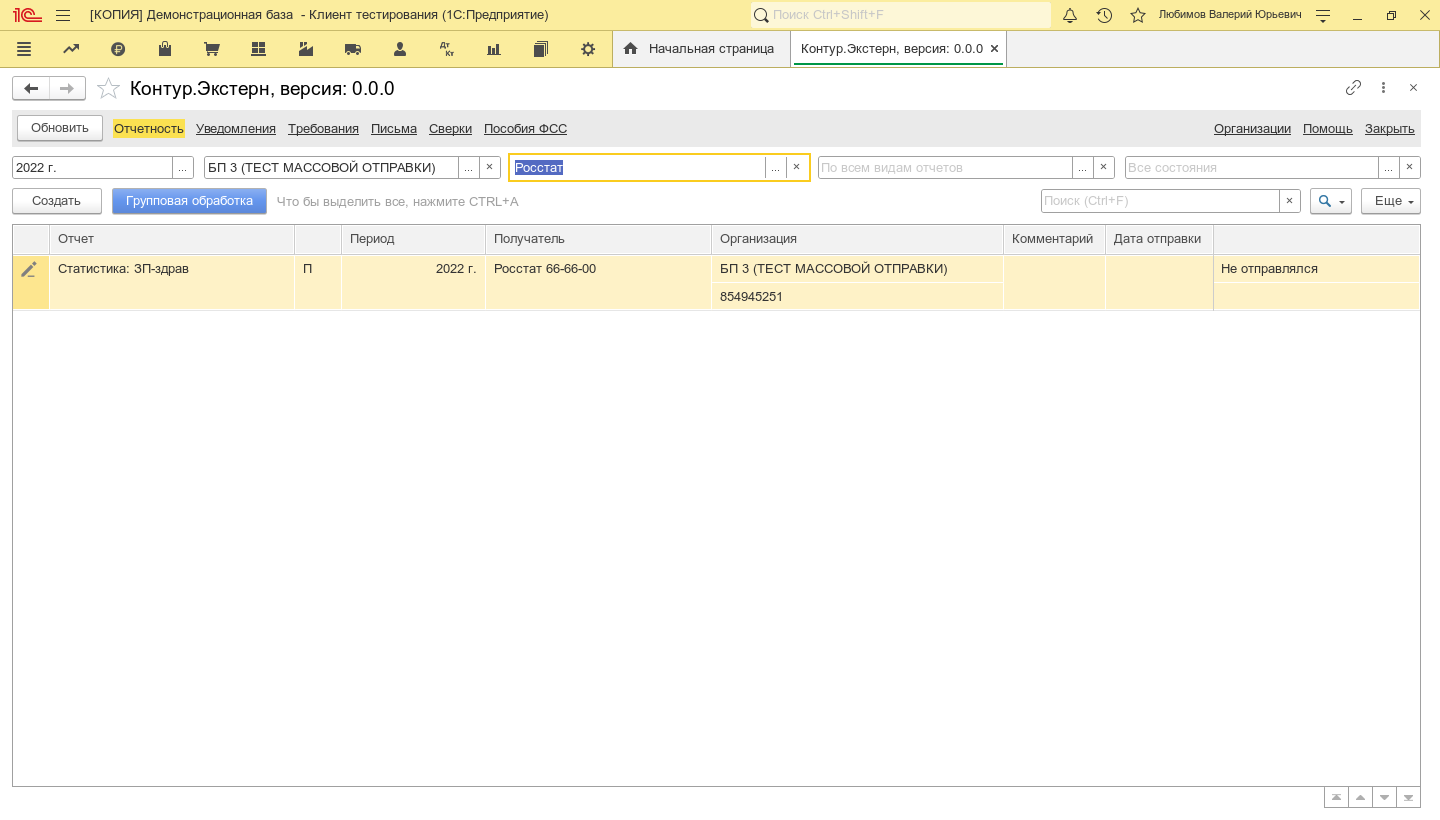 [КОПИЯ] Демонстрационная база - Клиент тестирования (1С:Предприятие)
Поиск Ctrl+Shift+F
Любимов Валерий Юрьевич
Дт
Кт
Начальная страница
Контур.Экстерн, версия: 0.0.0
Контур.Экстерн, версия: 0.0.0
Обновить
Отчетность
Уведомления
Требования
Письма
Сверки
Пособия ФСС
Организации
Помощь
Закрыть
2022 г.
...
БП 3 (ТЕСТ МАССОВОЙ ОТПРАВКИ)
...
Росстат
...
По всем видам отчетов
...
Все состояния
...
Создать
Групповая обработка
Что бы выделить все, нажмите CTRL+A
Поиск (Ctrl+F)
Еще
Отчет
Период
Получатель
Организация
Комментарий
Дата отправки
Статистика: ЗП-здрав
П
2022 г.
Росстат 66-66-00
БП 3 (ТЕСТ МАССОВОЙ ОТПРАВКИ)
Не отправлялся
854945251